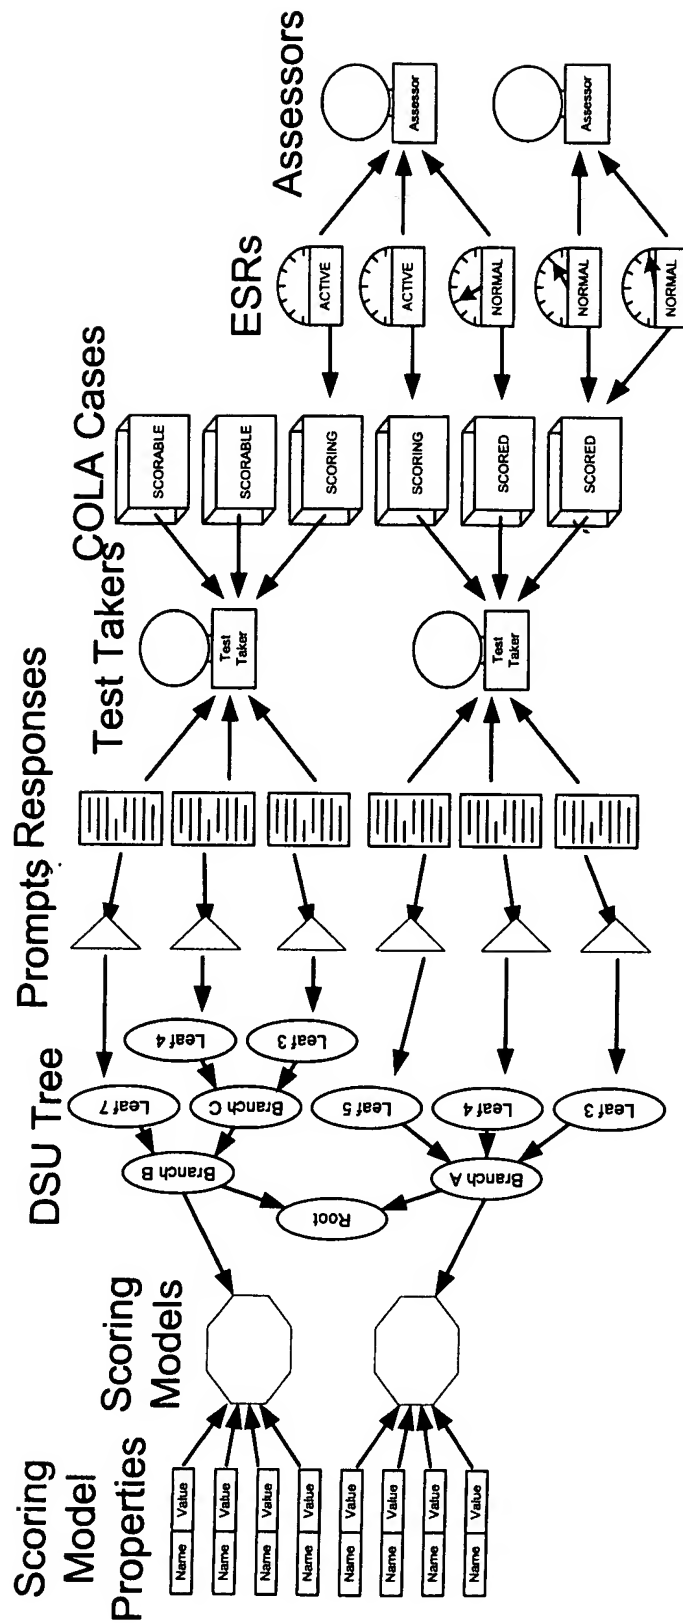 Scoring
Model
Properties
Name Value
Name Value
Name Value
Name Value
Name Value
Name Value
Name Value
Name Value
Scoring
Models
DSU Tree
Leaf 7
Branch B
Leaf 4
Branch C
Leaf 3
Root
Leaf 5
Branch A
Leaf 4
Leaf 3
Prompts
Responses
Test Takers
Test
Taker
Test
Taker
COLA Cases
SCORABLE
SCORABLE
SCORING
SCORING
SCORED
SCORED
ESRs
ACTIVE
ACTIVE
NORMAL
NORMAL
NORMAL
Assessors
Assessor
Assessor